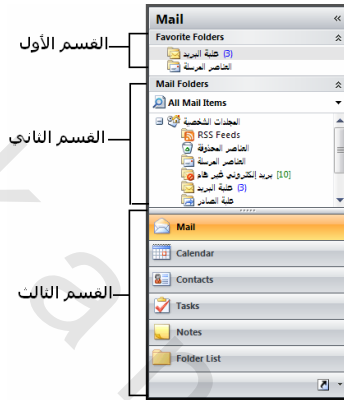 Mail
Favorite Folders
القسم الأول
علبة البريد (3)
العناصر المرسلة
Mail Folders
All Mail Items
القسم الثاني
المجلدات الشخصية
RSS Feeds
العناصر المحذوفة
العناصر المرسلة
بريد إلكتروني غير هام [10]
علبة البريد (3)
علبة الصادر
Mail
Calendar
Contacts
القسم الثالث
Tasks
Notes
Folder List